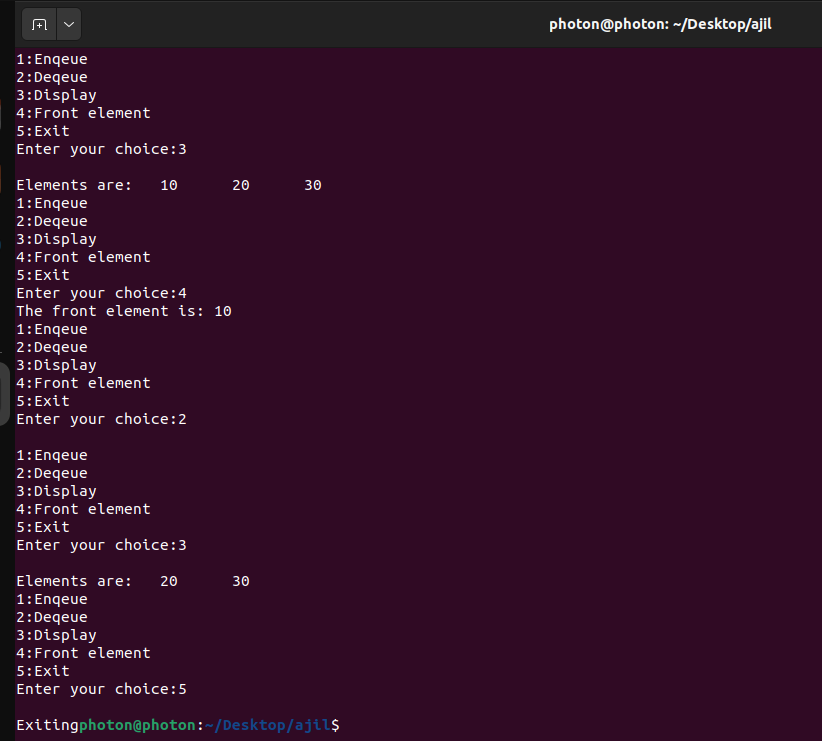 photon@photon: ~/Desktop/ajil
1:Enqeue
2:Deqeue
3:Display
4:Front element
5:Exit
Enter your choice:3
Elements are:   10      20      30
1:Enqeue
2:Deqeue
3:Display
4:Front element
5:Exit
Enter your choice:4
The front element is: 10
1:Enqeue
2:Deqeue
3:Display
4:Front element
5:Exit
Enter your choice:2
1:Enqeue
2:Deqeue
3:Display
4:Front element
5:Exit
Enter your choice:3
Elements are:   20      30
1:Enqeue
2:Deqeue
3:Display
4:Front element
5:Exit
Enter your choice:5
Exitingphoton@photon:~/Desktop/ajil$